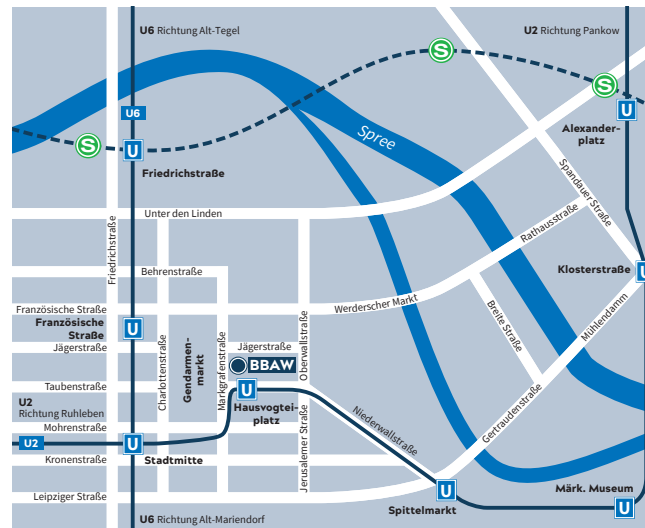 U6 Richtung Alt-Tegel
U2 Richtung Pankow
S
S
U6
U
Alexander-
platz
S
U
Spree
Friedrichstraße
Spandauer Straße
Unter den Linden
Rathausstraße
Friedrichstraße
Behrenstraße
Klosterstraße
U
Werderscher Markt
Französische Straße
Breite Straße
Mühlendamm
Französische
Straße
U
Oberwallstraße
Jägerstraße
Jägerstraße
Charlottenstraße
Gendarmen-
markt
Markgrafenstraße
BBAW
Taubenstraße
U
U2
Richtung Ruhleben
Hausvogtei-
platz
Gertraudenstraße
Niederwallstraße
Jerusalemer Straße
Mohrenstraße
U2
U
Kronenstraße
Stadtmitte
Leipziger Straße
U
Spittelmarkt
Märk. Museum
U
U6 Richtung Alt-Mariendorf